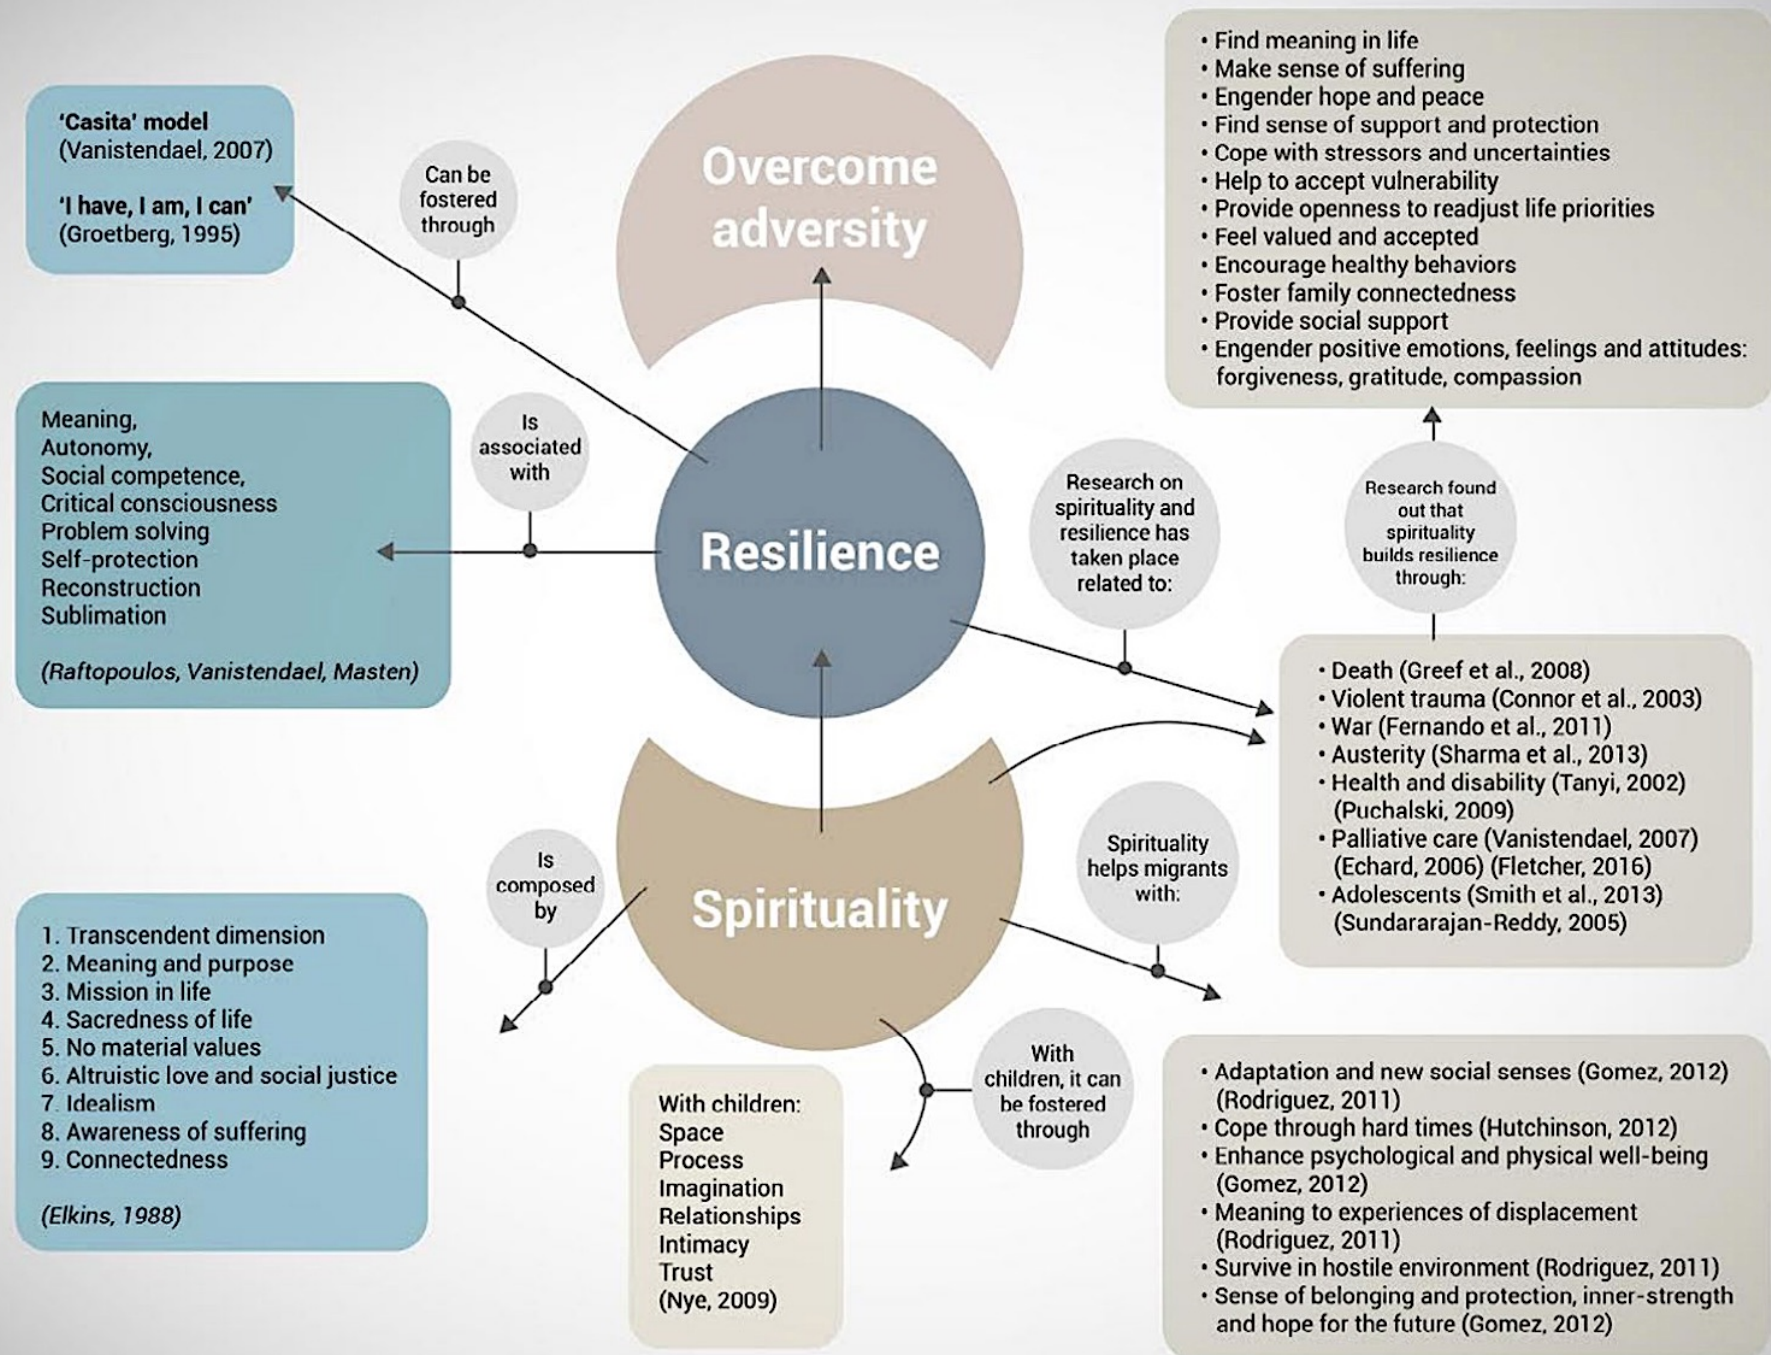 'Casita' model
(Vanistendael, 2007)
'I have, I am, I can'
(Groetberg, 1995)
Can be
fostered
through
Overcome
adversity
• Find meaning in life
• Make sense of suffering
• Engender hope and peace
• Find sense of support and protection
• Cope with stressors and uncertainties
• Help to accept vulnerability
• Provide openness to readjust life priorities
• Feel valued and accepted
• Encourage healthy behaviors
• Foster family connectedness
• Provide social support
• Engender positive emotions, feelings and attitudes:
forgiveness, gratitude, compassion
Meaning,
Autonomy,
Social competence,
Critical consciousness
Problem solving
Self-protection
Reconstruction
Sublimation
(Raftopoulos, Vanistendael, Masten)
Is
associated
with
Resilience
Research on
spirituality and
resilience has
taken place
related to:
Research found
out that
spirituality
builds resilience
through:
• Death (Greef et al., 2008)
• Violent trauma (Connor et al., 2003)
• War (Fernando et al., 2011)
• Austerity (Sharma et al., 2013)
• Health and disability (Tanyi, 2002)
(Puchalski, 2009)
• Palliative care (Vanistendael, 2007)
(Echard, 2006) (Fletcher, 2016)
• Adolescents (Smith et al., 2013)
(Sundararajan-Reddy, 2005)
Is
composed
by
Spirituality
Spirituality
helps migrants
with:
1. Transcendent dimension
2. Meaning and purpose
3. Mission in life
4. Sacredness of life
5. No material values
6. Altruistic love and social justice
7. Idealism
8. Awareness of suffering
9. Connectedness
(Elkins, 1988)
With children:
Space
Process
Imagination
Relationships
Intimacy
Trust
(Nye, 2009)
With
children, it can
be fostered
through
• Adaptation and new social senses (Gomez, 2012)
(Rodriguez, 2011)
• Cope through hard times (Hutchinson, 2012)
• Enhance psychological and physical well-being
(Gomez, 2012)
• Meaning to experiences of displacement
(Rodriguez, 2011)
• Survive in hostile environment (Rodriguez, 2011)
• Sense of belonging and protection, inner-strength
and hope for the future (Gomez, 2012)